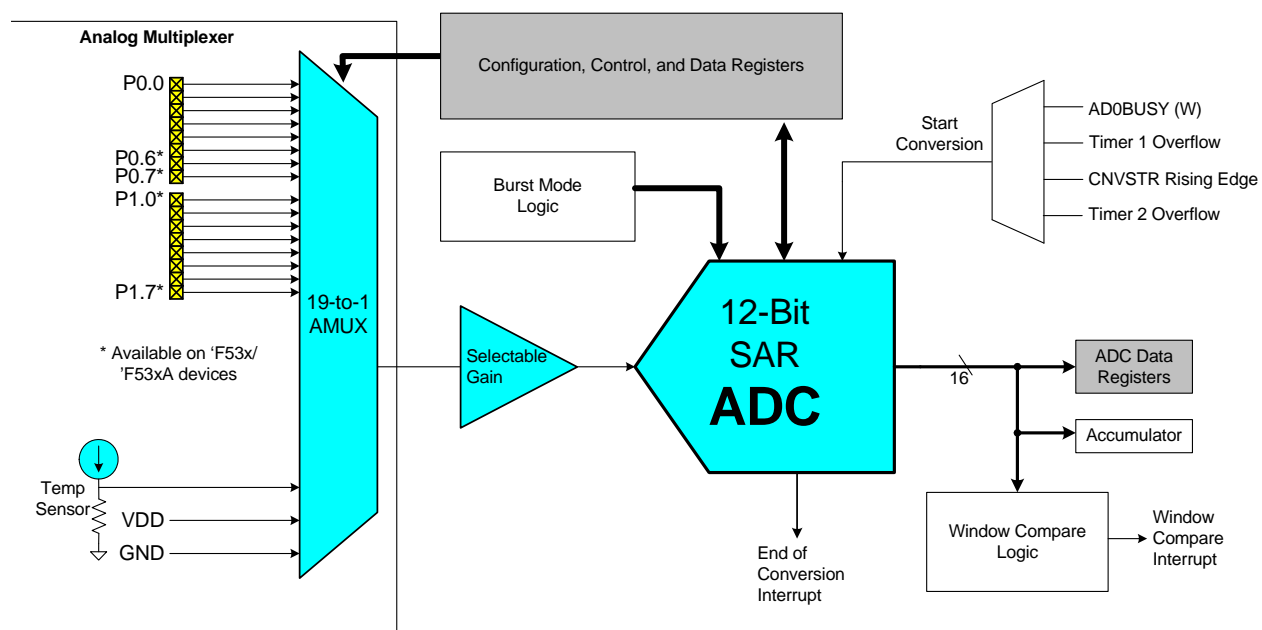 Analog Multiplexer
P0.0
P0.6*
P0.7*
P1.0*
P1.7*
19-to-1
AMUX
* Available on ‘F53x/
’F53xA devices
Temp
Sensor
VDD
GND
Configuration, Control, and Data Registers
Burst Mode
Logic
Selectable
Gain
Start
Conversion
AD0BUSY (W)
Timer 1 Overflow
CNVSTR Rising Edge
Timer 2 Overflow
12-Bit
SAR
ADC
16
ADC Data
Registers
Accumulator
Window Compare
Logic
Window
Compare
Interrupt
End of
Conversion
Interrupt